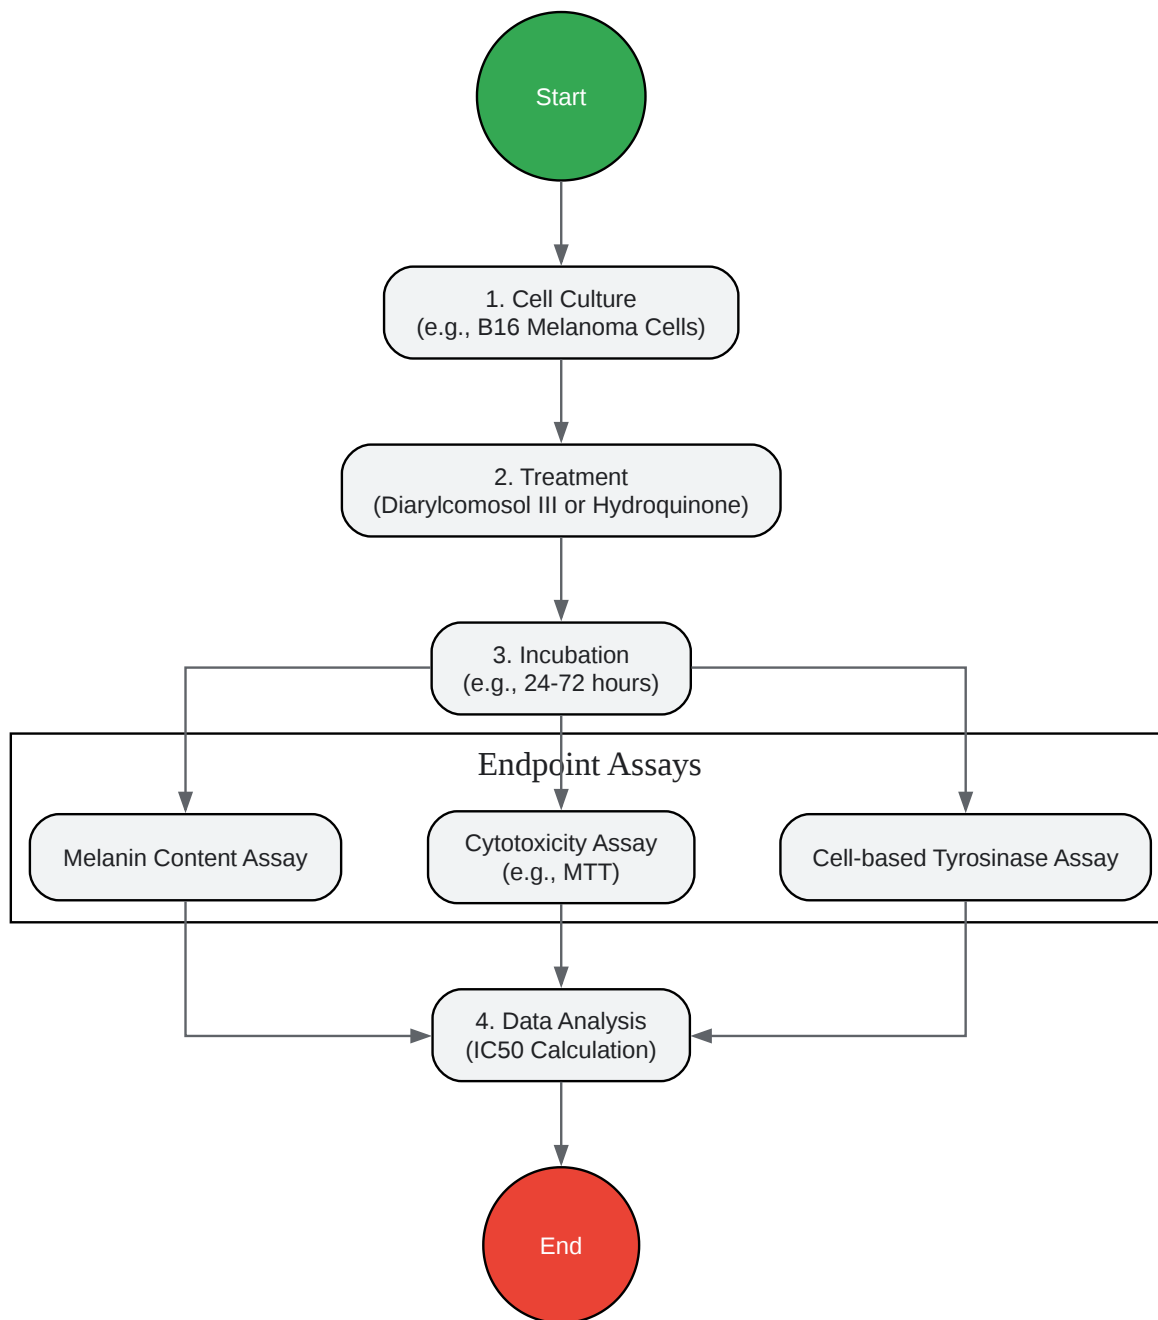 Start
1. Cell Culture
(e.g., B16 Melanoma Cells)
2. Treatment
(Diarylcomosol III or Hydroquinone)
3. Incubation
(e.g., 24-72 hours)
Endpoint Assays
Melanin Content Assay
Cytotoxicity Assay
(e.g., MTT)
Cell-based Tyrosinase Assay
4. Data Analysis
(IC50 Calculation)
End